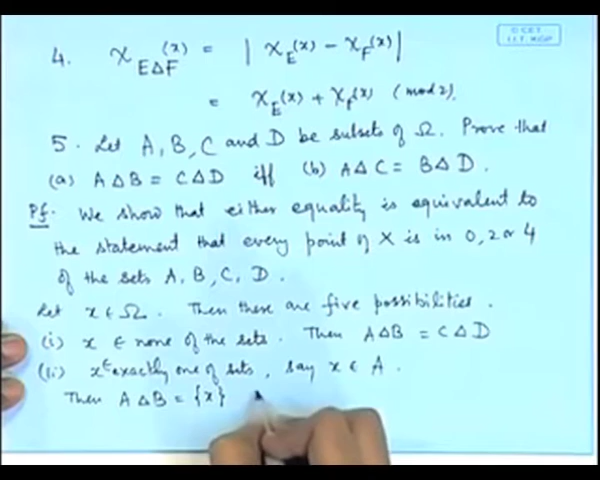 © CET
I.I.T. KGP
4. χ_{EΔF}(x) = | χ_E(x) − χ_F(x) |
= χ_E(x) + χ_F(x) (mod 2).
5. Let A, B, C and D be subsets of Ω. Prove that
(a) A Δ B = C Δ D iff (b) A Δ C = B Δ D.
Pf. We show that either equality is equivalent to
the statement that every point of X is in 0, 2 or 4
of the sets A, B, C, D.
Let x ∈ Ω. Then there are five possibilities.
(i) x ∈ none of the sets. Then A Δ B = C Δ D
(ii) x ∈ exactly one of sets, say x ∈ A.
Then A Δ B = {x}